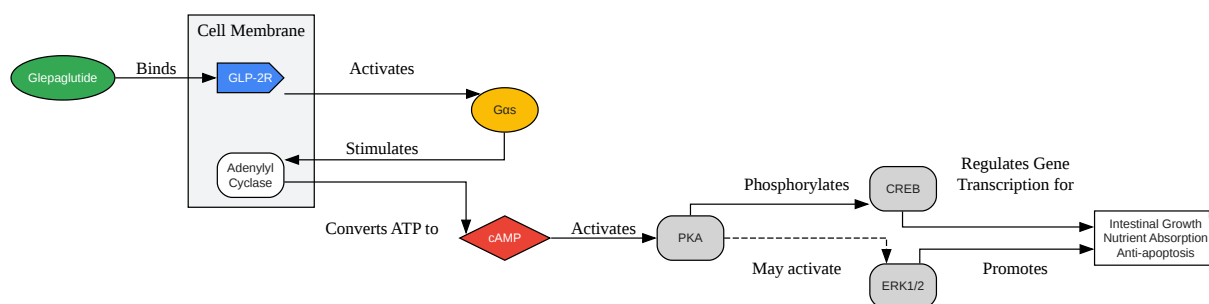 Cell Membrane
Glepaglutide
Binds
GLP-2R
Activates
Gαs
Stimulates
Adenylyl
Cyclase
Converts ATP to
cAMP
Activates
PKA
Phosphorylates
CREB
Regulates Gene
Transcription for
May activate
ERK1/2
Promotes
Intestinal Growth
Nutrient Absorption
Anti-apoptosis